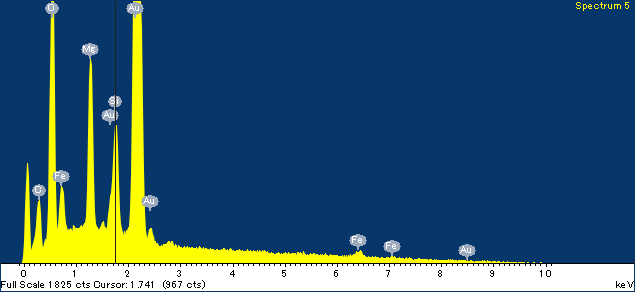 Spectrum 5
O Au
Mg
Si
Au
O Fe
Au
Fe Fe Au
0 1 2 3 4 5 6 7 8 9 10
Full Scale 1825 cts Cursor: 1.741 (967 cts) keV